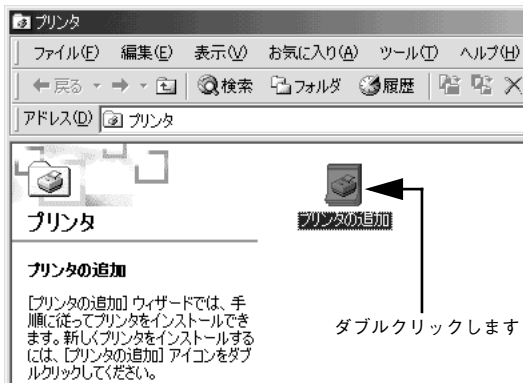 プリンタ
ファイル(F) 編集(E) 表示(V) お気に入り(A) ツール(T) ヘルプ(H)
戻る 検索 フォルダ 履歴
アドレス(D) プリンタ
プリンタ
プリンタの追加
プリンタの追加
[プリンタの追加] ウィザードでは、手
順に従ってプリンタをインストールでき
ます。新しくプリンタをインストールする
には、[プリンタの追加] アイコンをダブ
ルクリックしてください。
ダブルクリックします